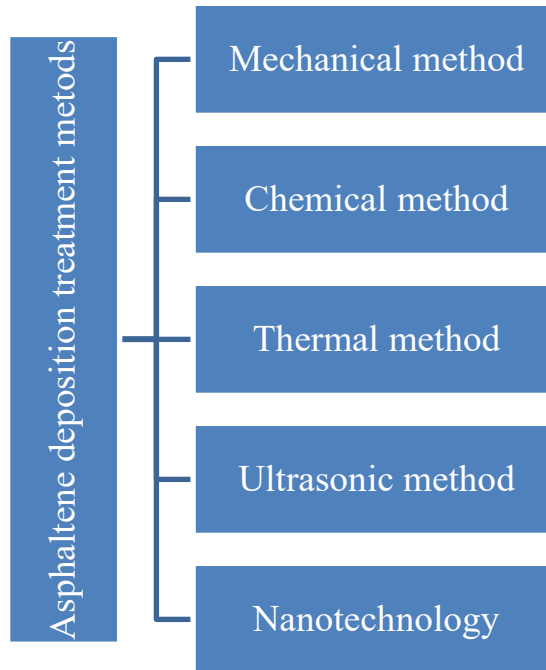 Asphaltene deposition treatment metods
Mechanical method
Chemical method
Thermal method
Ultrasonic method
Nanotechnology